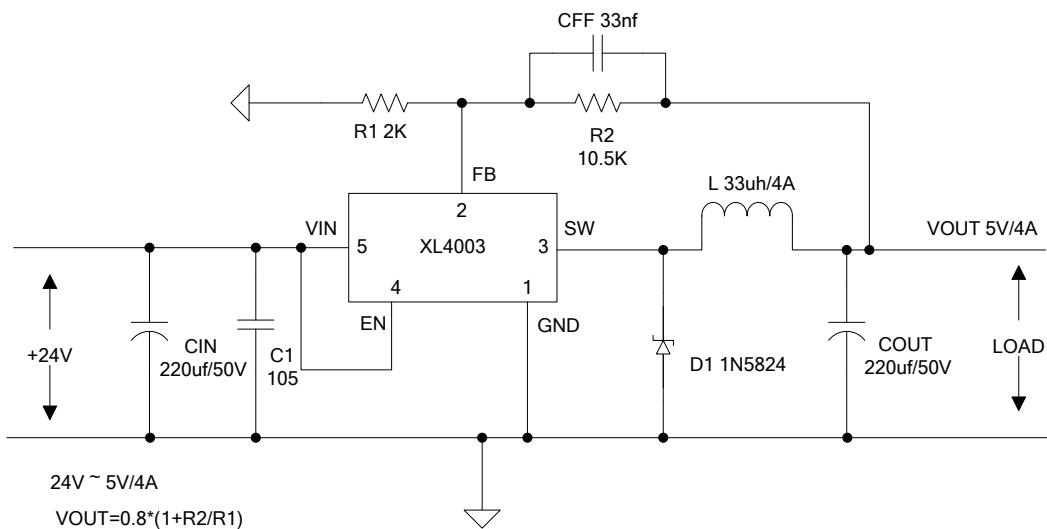 CFF 33nf
R1 2K
R2
10.5K
FB
L 33uh/4A
2
VIN
SW
VOUT 5V/4A
5
XL4003
3
4
1
EN
GND
+24V
CIN
220uf/50V
C1
105
D1 1N5824
COUT
220uf/50V
LOAD
24V ~ 5V/4A
VOUT=0.8*(1+R2/R1)